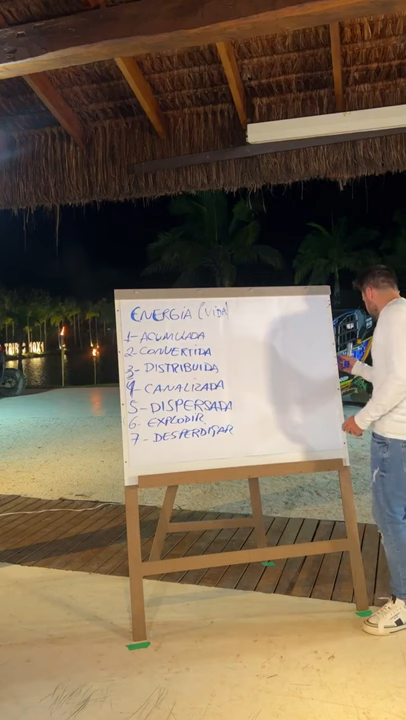 ENERGIA (VIDA)
1- ACUMULADA
2- CONVERTIDA
3- DISTRIBUIDA
4- CANALIZADA
5- DISPERSADA
6- EXPLODIR
7- DESPERDIÇAR